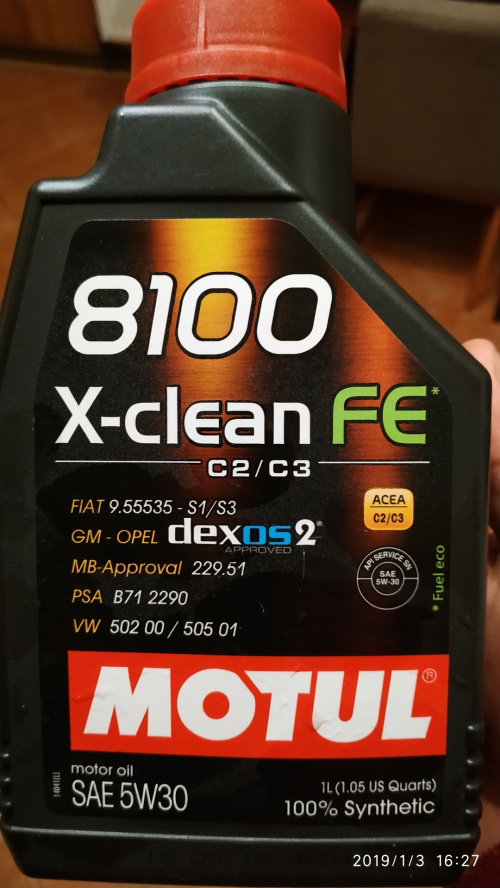 8100
X-clean FE*
C2/C3
FIAT 9.55535 - S1/S3
GM - OPEL dexos2®
APPROVED
MB-Approval 229.51
PSA B71 2290
VW 502 00 / 505 01
ACEA
C2/C3
API SERVICE SN
SAE
5W-30
* Fuel eco
MOTUL®
motor oil
SAE 5W30
1L (1.05 US Quarts)
100% Synthetic
2019/1/3 16:27